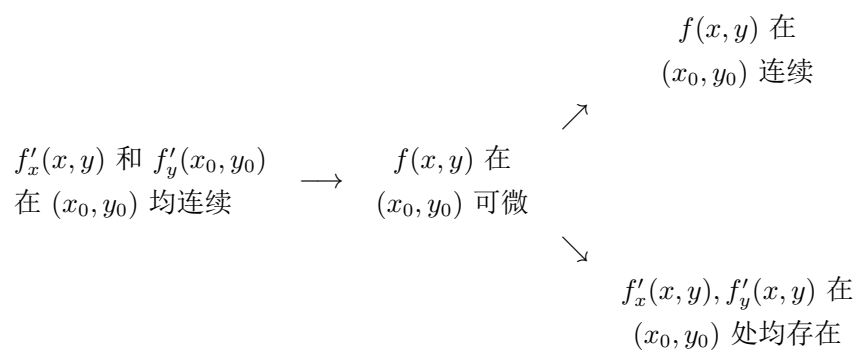 f(x, y) 在
(x₀, y₀) 连续
↗
f′ₓ(x, y) 和 f′ᵧ(x₀, y₀)
在 (x₀, y₀) 均连续
⟶
f(x, y) 在
(x₀, y₀) 可微
↘
f′ₓ(x, y), f′ᵧ(x, y) 在
(x₀, y₀) 处均存在